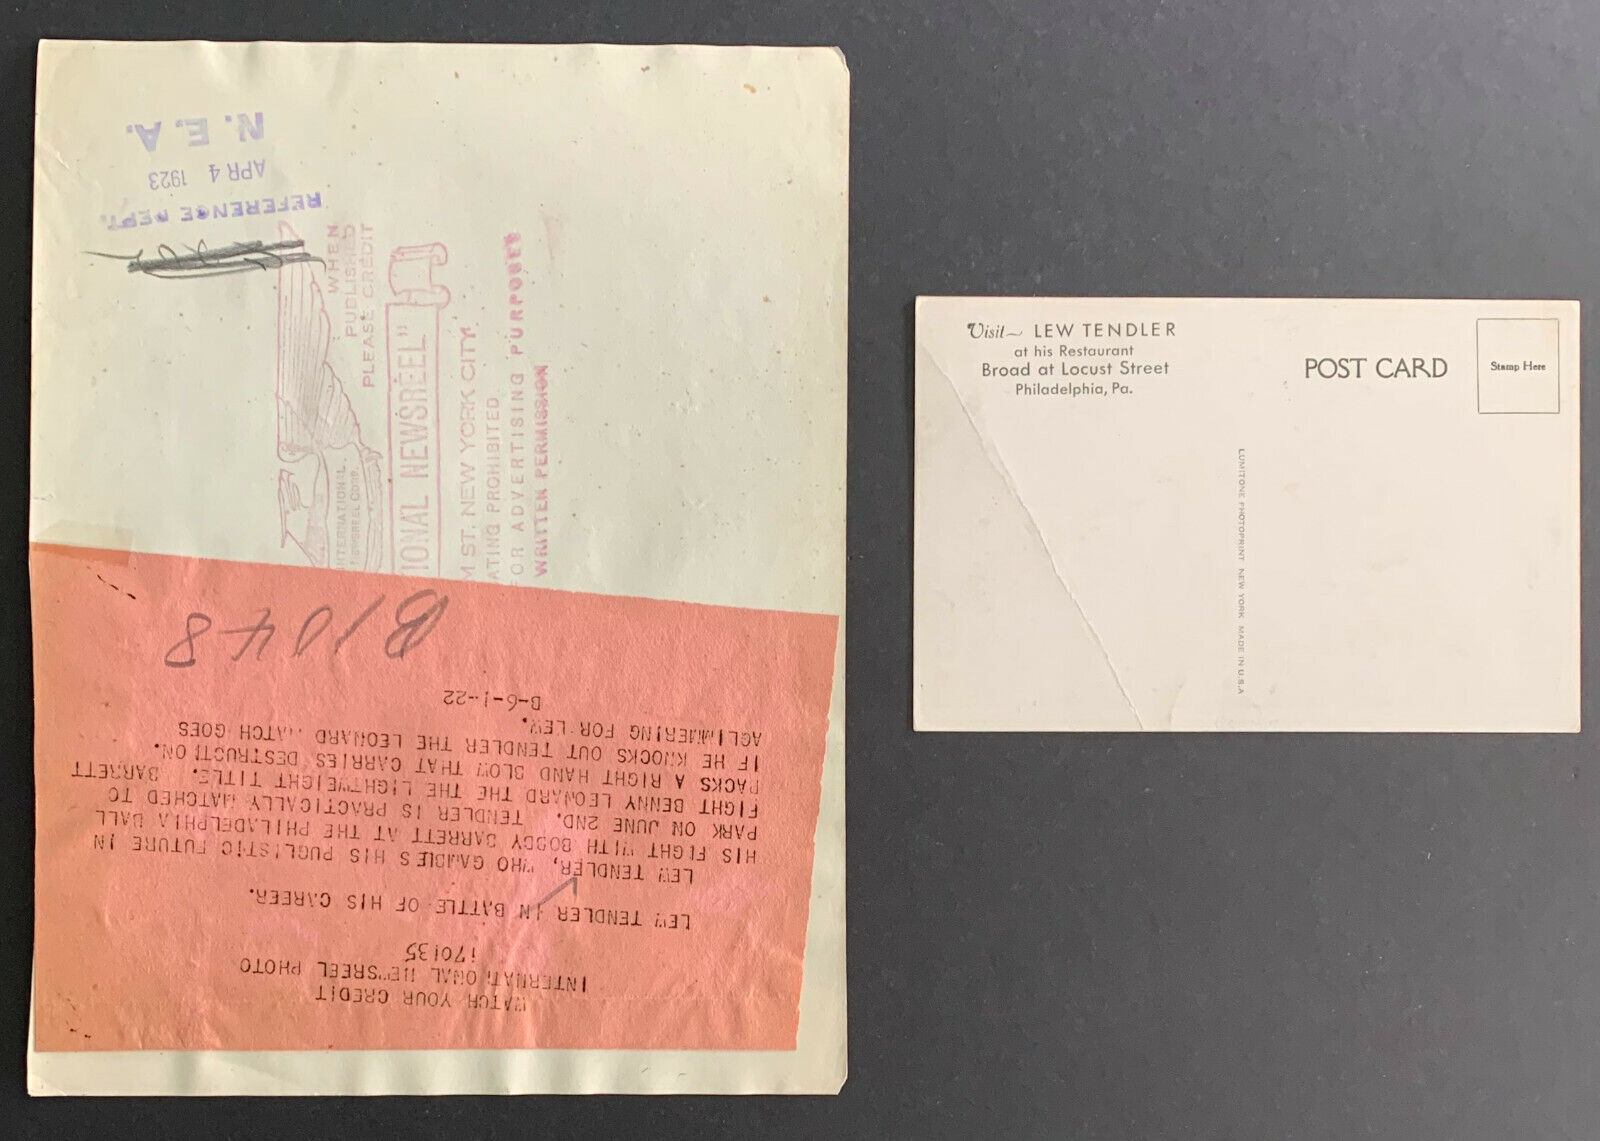 N. E. A.
APR 4 1923
REFERENCE DEPT.
WHEN
PUBLISHED
PLEASE CREDIT
INTERNATIONAL
NEWSREEL CORP.
IONAL NEWSREEL"
M ST. NEW YORK CITY.
ATING PROHIBITED
FOR ADVERTISING PURPOSES
WRITTEN PERMISSION
WATCH YOUR CREDIT
INTERNATIONAL NEWSREEL PHOTO
170135
LEW TENDLER IN BATTLE OF HIS CAREER.
LEW TENDLER, WHO GAMBLES HIS PUGLISTIC FUTURE IN
HIS FIGHT WITH BOBBY BARRETT AT THE PHILADELPHIA BALL
PARK ON JUNE 2ND. TENDLER IS PRACTICALLY MATCHED TO
FIGHT BENNY LEONARD THE LIGHTWEIGHT TITLE. BARRETT
PACKS A RIGHT HAND BLOW THAT CARRIES DESTRUCTION.
IF HE KNOCKS OUT TENDLER THE LEONARD MATCH GOES
AGLIMMERING FOR LEW.
B-6-1-22
B1048
Visit~ LEW TENDLER
at his Restaurant
Broad at Locust Street
Philadelphia, Pa.
POST CARD
Stamp Here
LUMITONE PHOTOPRINT NEW YORK MADE IN U.S.A